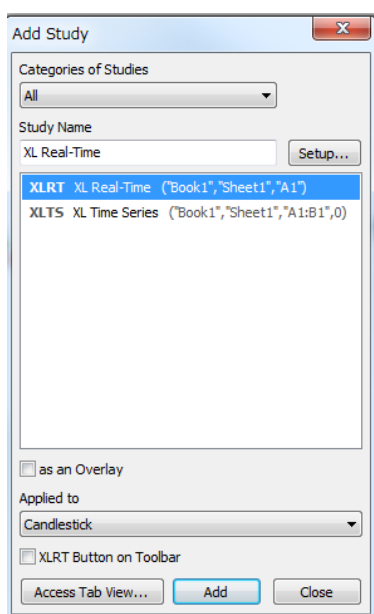 Add Study
Categories of Studies
All
Study Name
XL Real-Time
Setup...
XLRT XL Real-Time ("Book1","Sheet1","A1")
XLTS XL Time Series ("Book1","Sheet1","A1:B1",0)
as an Overlay
Applied to
Candlestick
XLRT Button on Toolbar
Access Tab View... Add Close